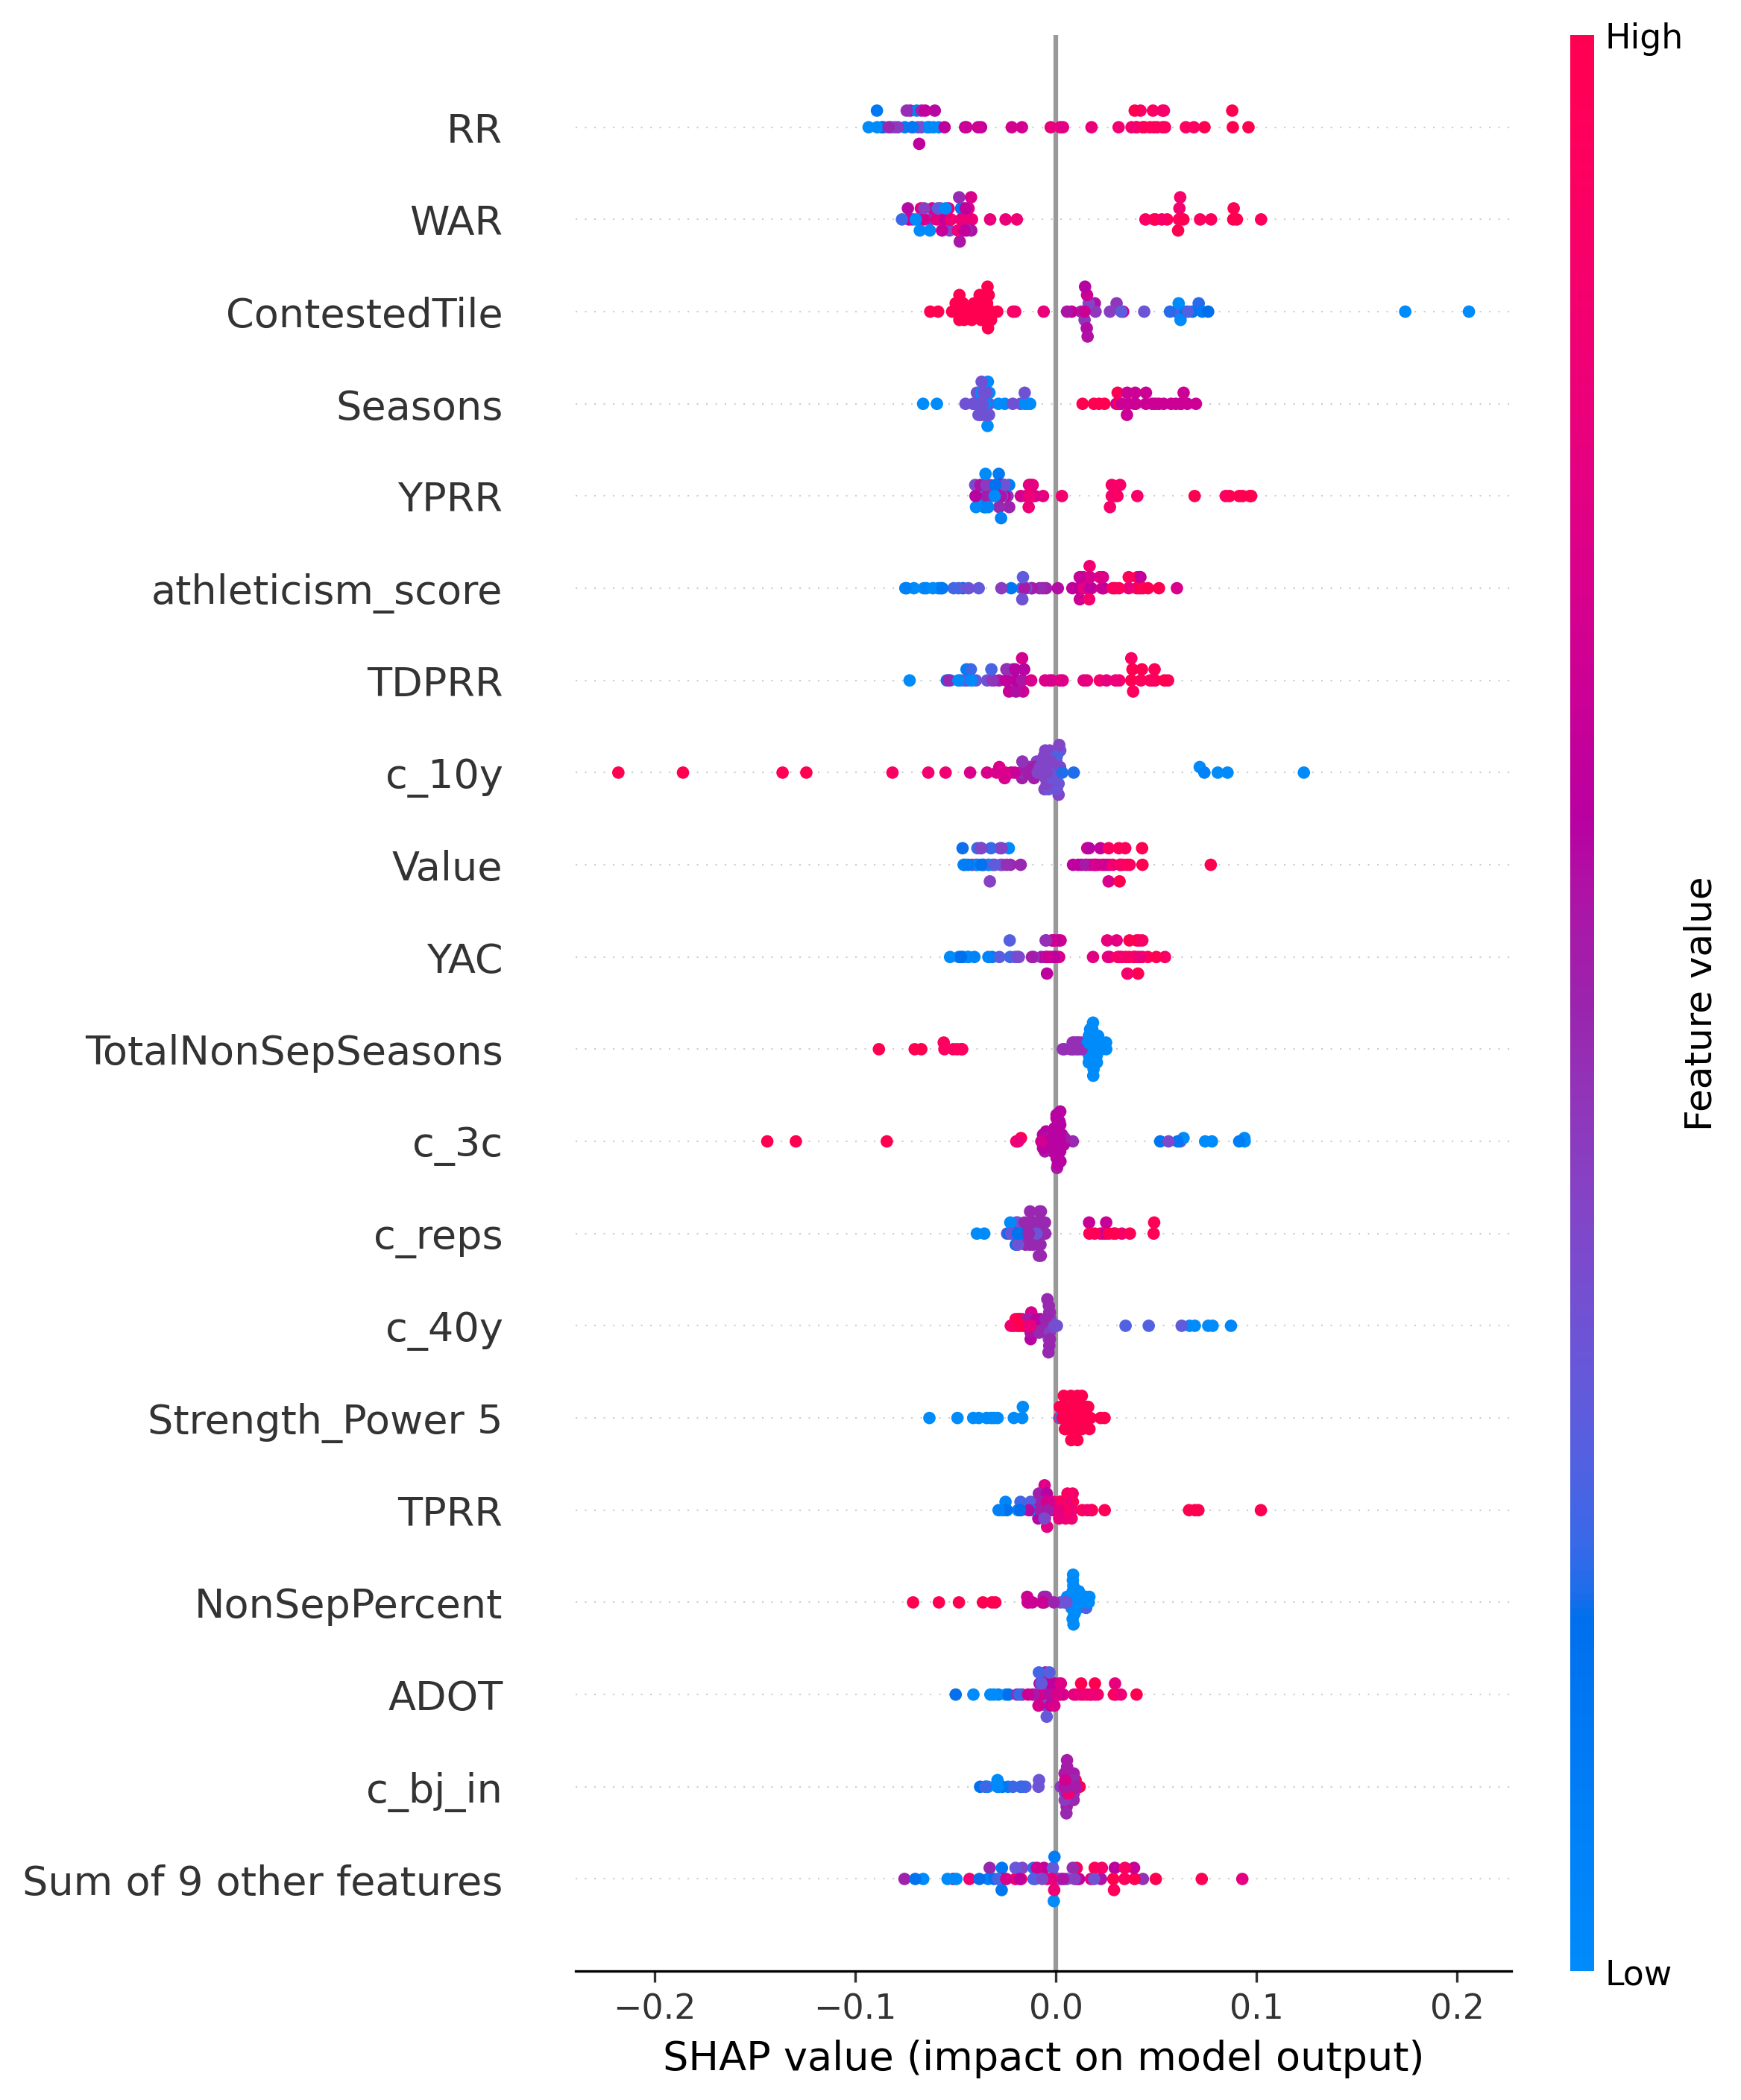 High
RR
WAR
ContestedTile
Seasons
YPRR
athleticism_score
TDPRR
c_10y
Value
YAC
TotalNonSepSeasons
c_3c
c_reps
c_40y
Strength_Power 5
TPRR
NonSepPercent
ADOT
c_bj_in
Sum of 9 other features
Feature value
Low
−0.2 −0.1 0.0 0.1 0.2
SHAP value (impact on model output)